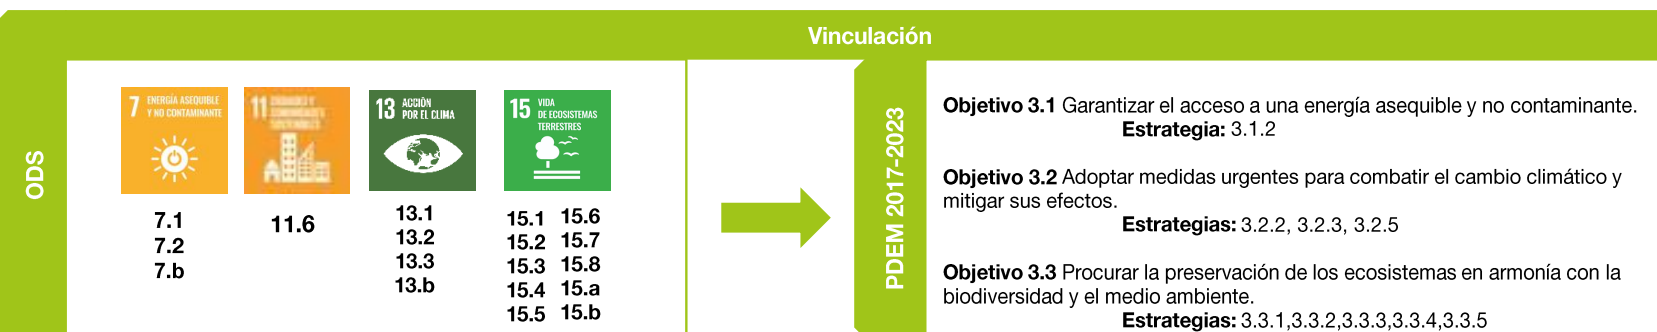 Vinculación
ODS
7 ENERGÍA ASEQUIBLE
Y NO CONTAMINANTE
7.1
7.2
7.b
11 CIUDADES Y
COMUNIDADES
SOSTENIBLES
11.6
13 ACCIÓN
POR EL CLIMA
13.1
13.2
13.3
13.b
15 VIDA
DE ECOSISTEMAS
TERRESTRES
15.1 15.6
15.2 15.7
15.3 15.8
15.4 15.a
15.5 15.b
PDEM 2017-2023
Objetivo 3.1 Garantizar el acceso a una energía asequible y no contaminante.
Estrategia: 3.1.2
Objetivo 3.2 Adoptar medidas urgentes para combatir el cambio climático y
mitigar sus efectos.
Estrategias: 3.2.2, 3.2.3, 3.2.5
Objetivo 3.3 Procurar la preservación de los ecosistemas en armonía con la
biodiversidad y el medio ambiente.
Estrategias: 3.3.1,3.3.2,3.3.3,3.3.4,3.3.5